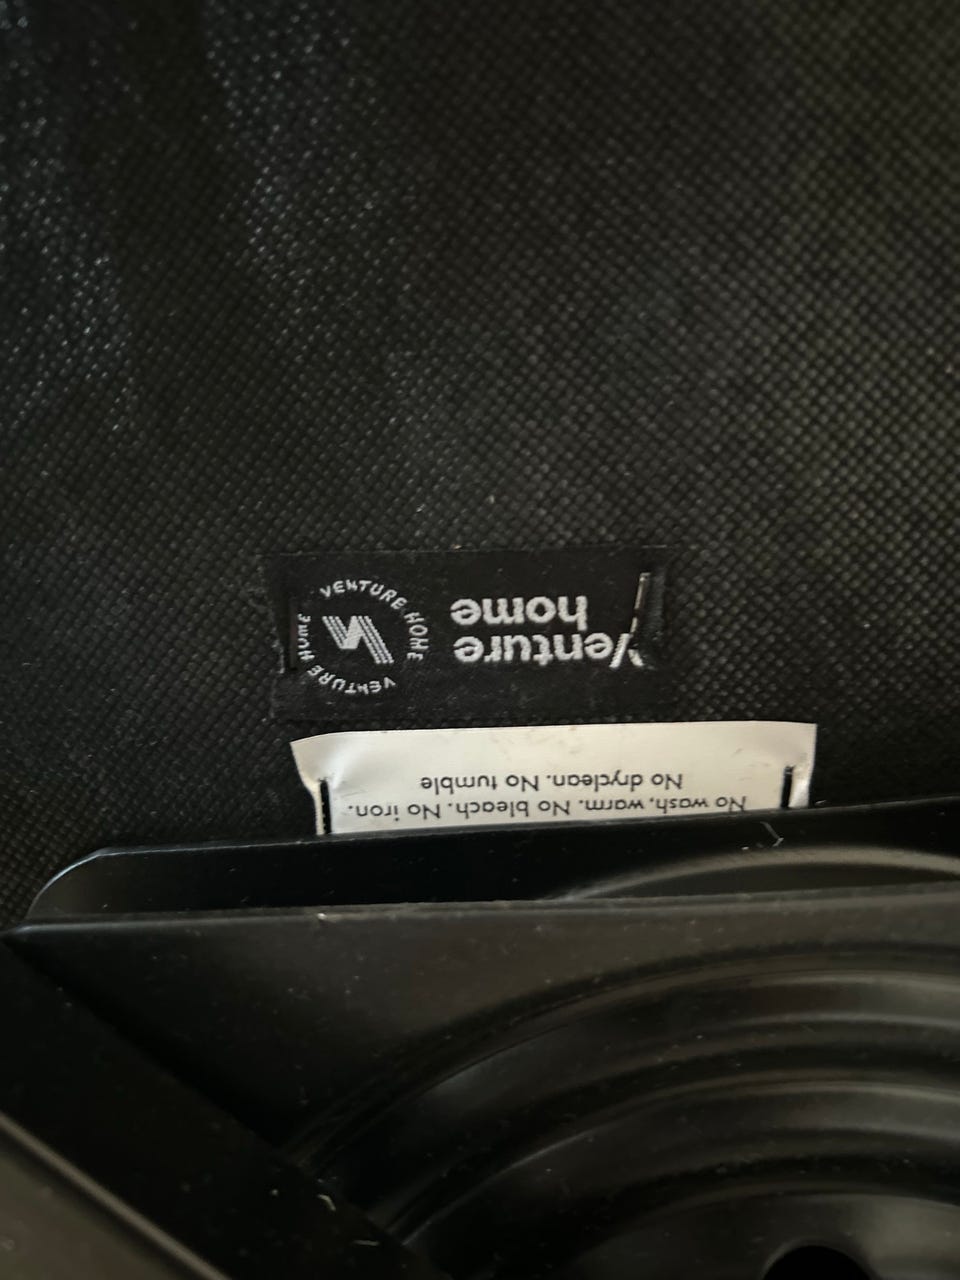 Venture
home
VENTURE HOME
VENTURE HOME
No wash, warm. No bleach. No iron.
No dryclean. No tumble